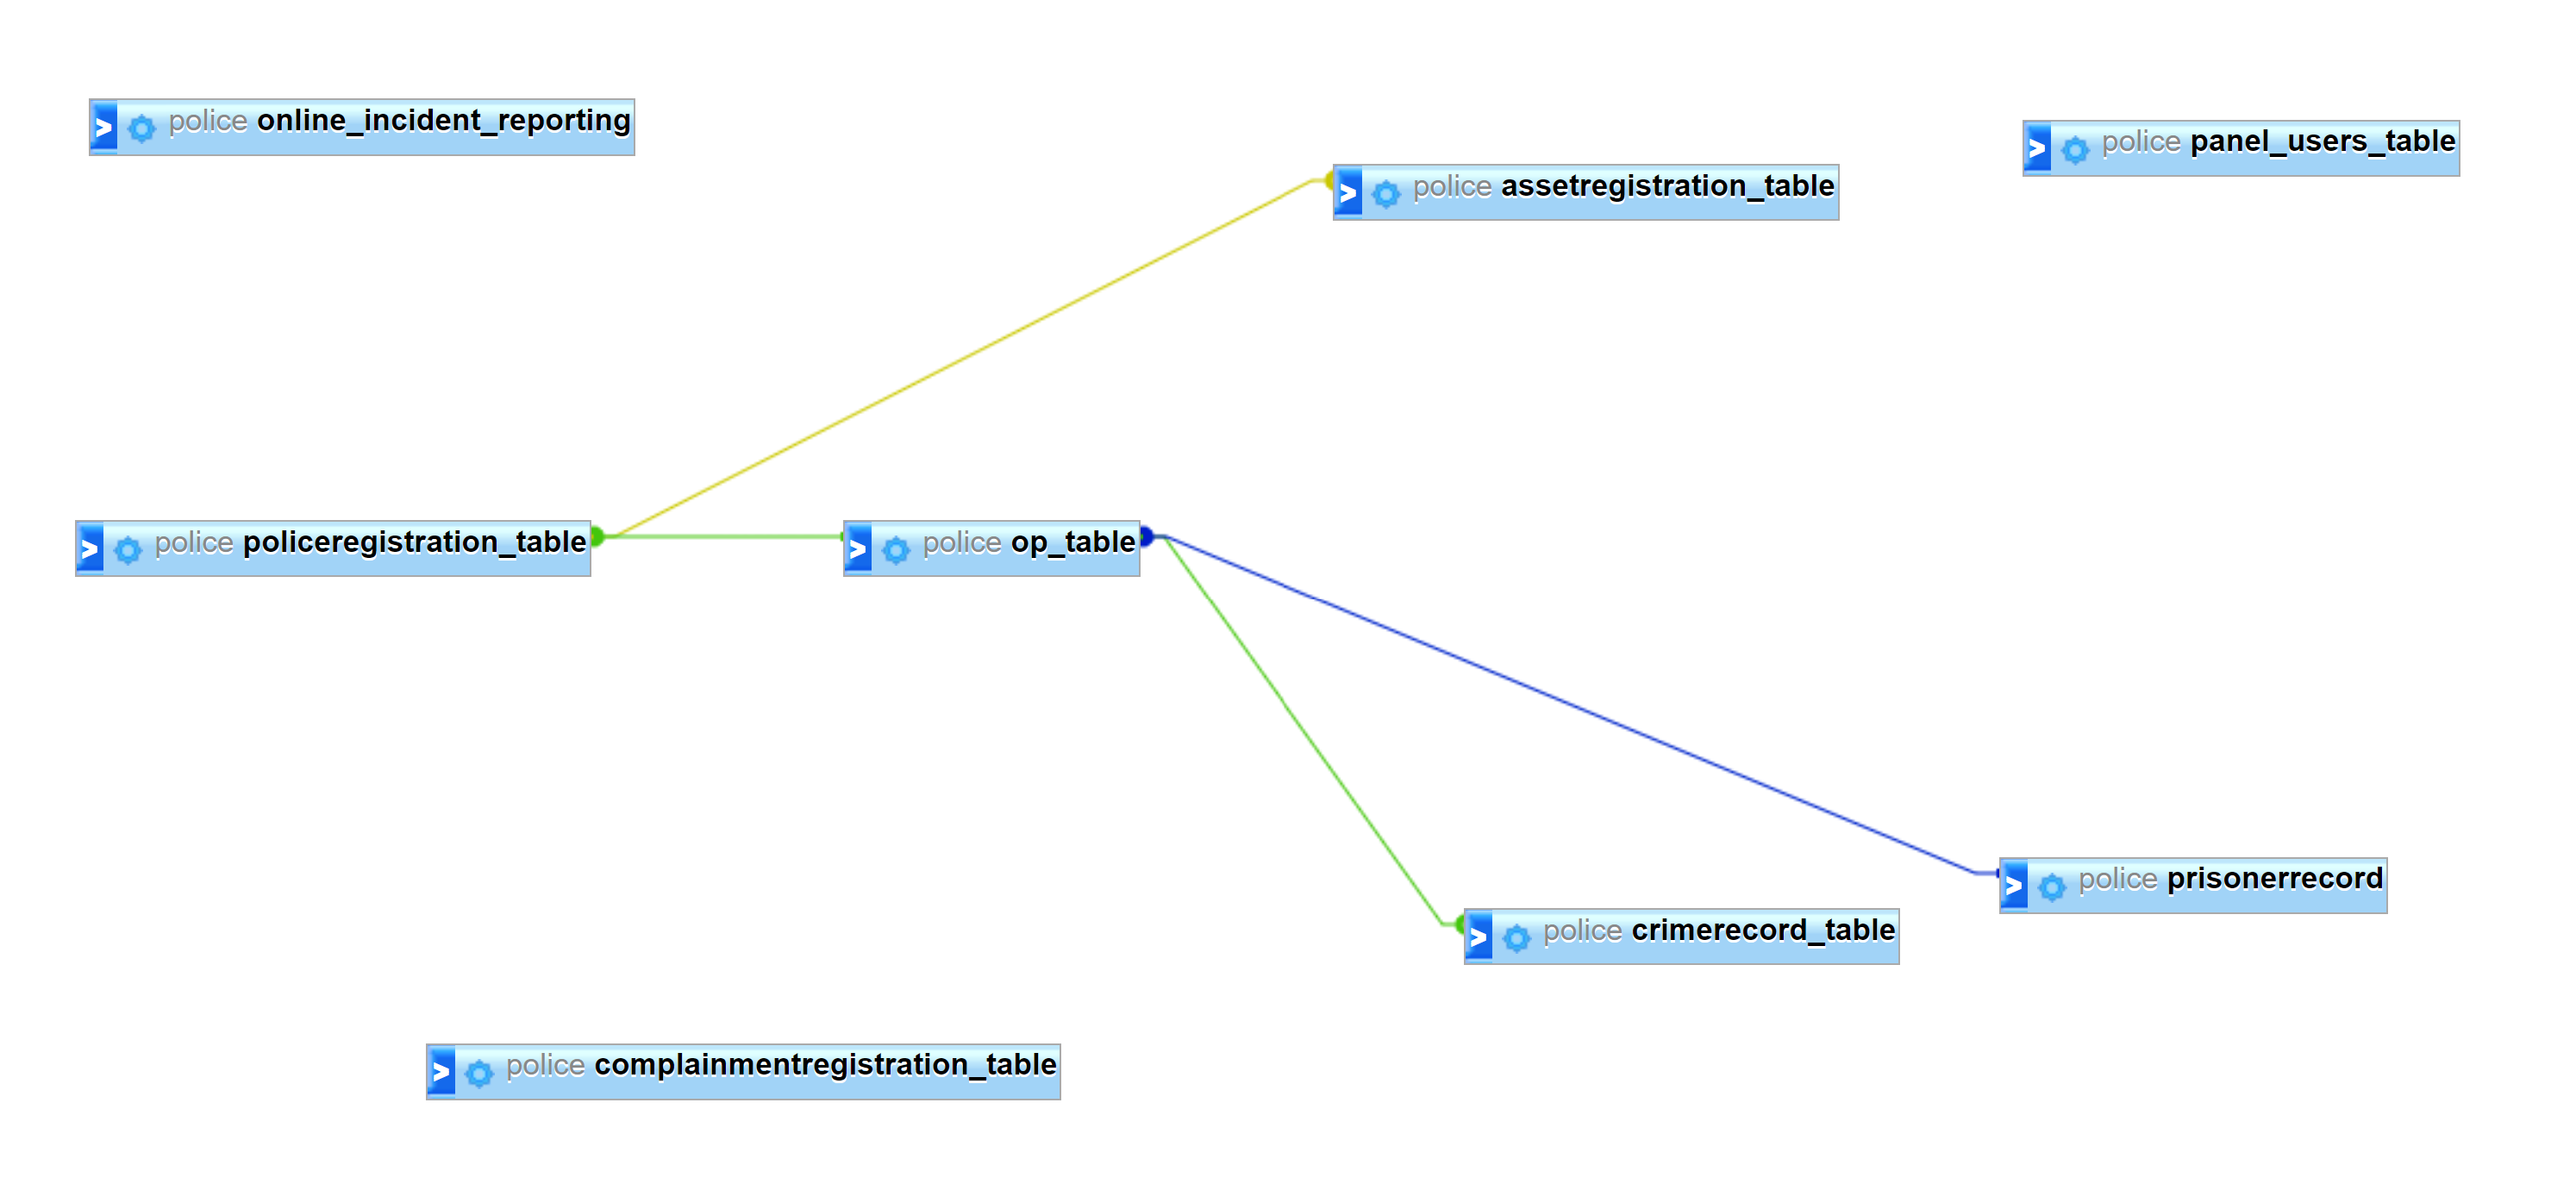 police online_incident_reporting
police panel_users_table
police assetregistration_table
police policeregistration_table
police op_table
police prisonerrecord
police crimerecord_table
police complainmentregistration_table